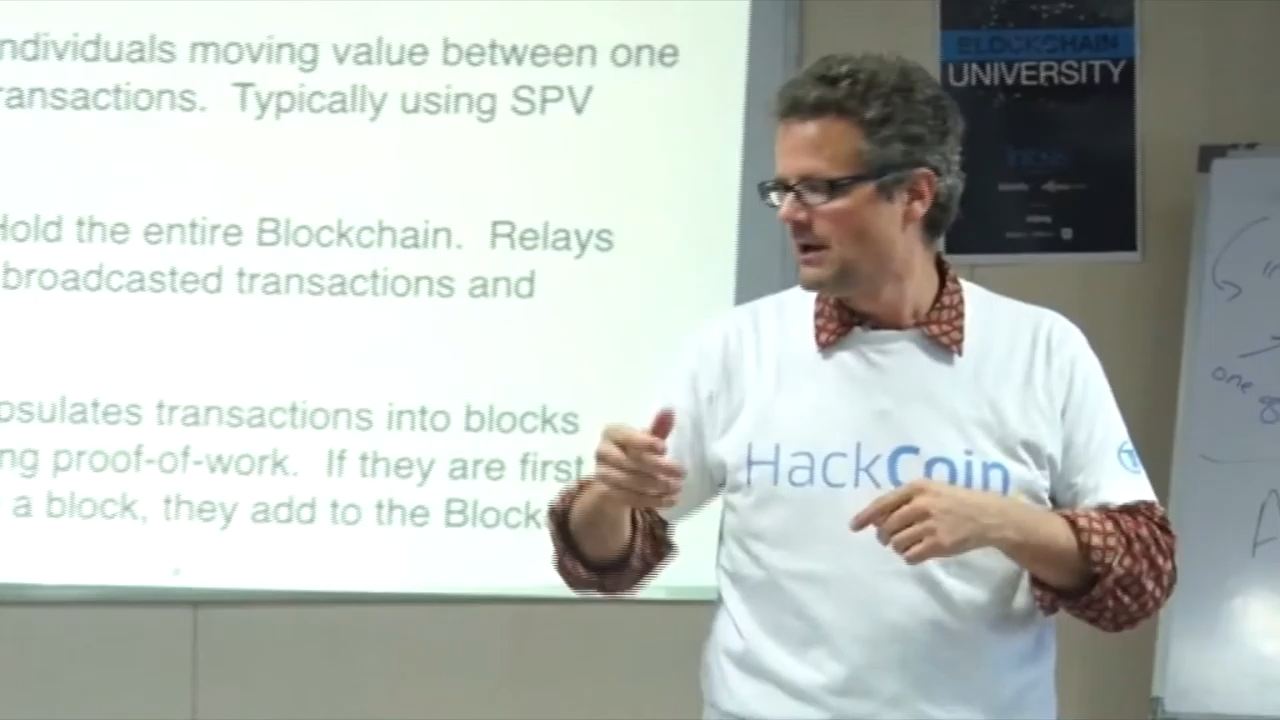 ndividuals moving value between one
ransactions. Typically using SPV
Hold the entire Blockchain. Relays
broadcasted transactions and
psulates transactions into blocks
ng proof-of-work. If they are first
a block, they add to the Block
BLOCKCHAIN
UNIVERSITY
HackCoin
one